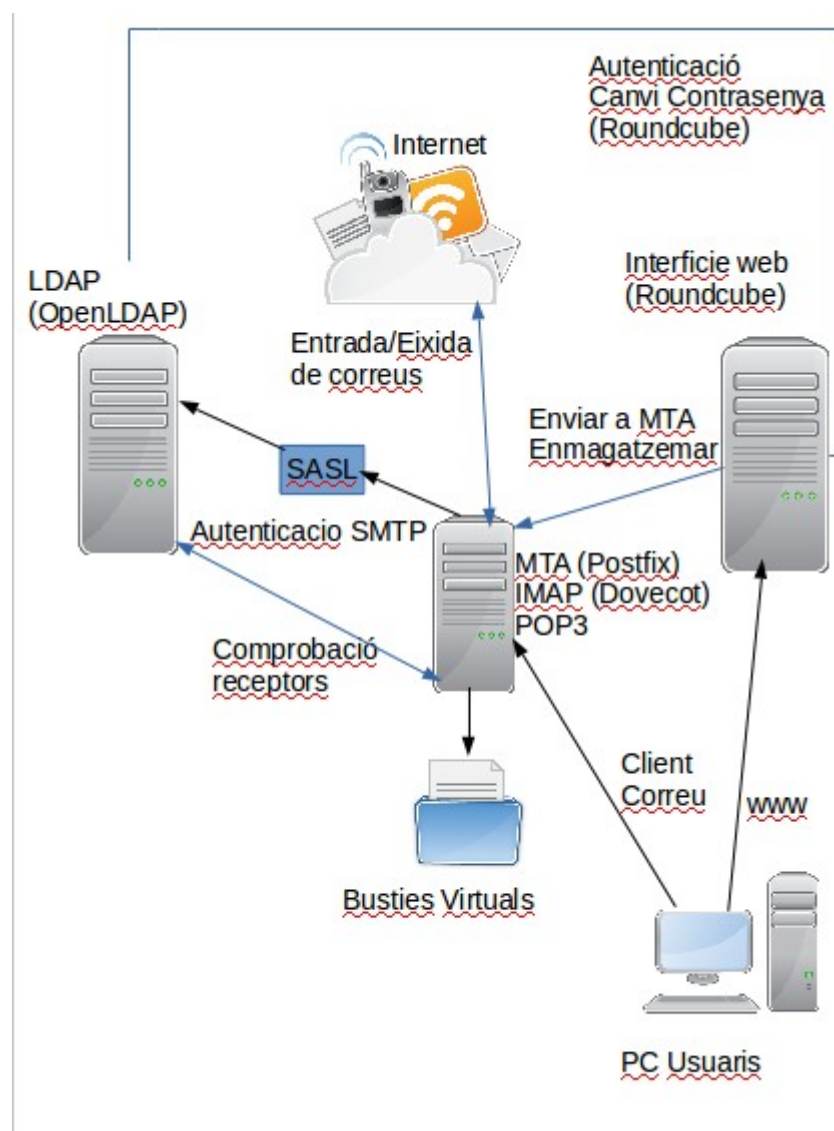 Autenticació
Canvi Contrasenya
(Roundcube)
Internet
LDAP
(OpenLDAP)
Interficie web
(Roundcube)
Entrada/Eixida
de correus
Enviar a MTA
Enmagatzemar
SASL
Autenticacio SMTP
MTA (Postfix)
IMAP (Dovecot)
POP3
Comprobació
receptors
Client
Correu
www
Busties Virtuals
PC Usuaris